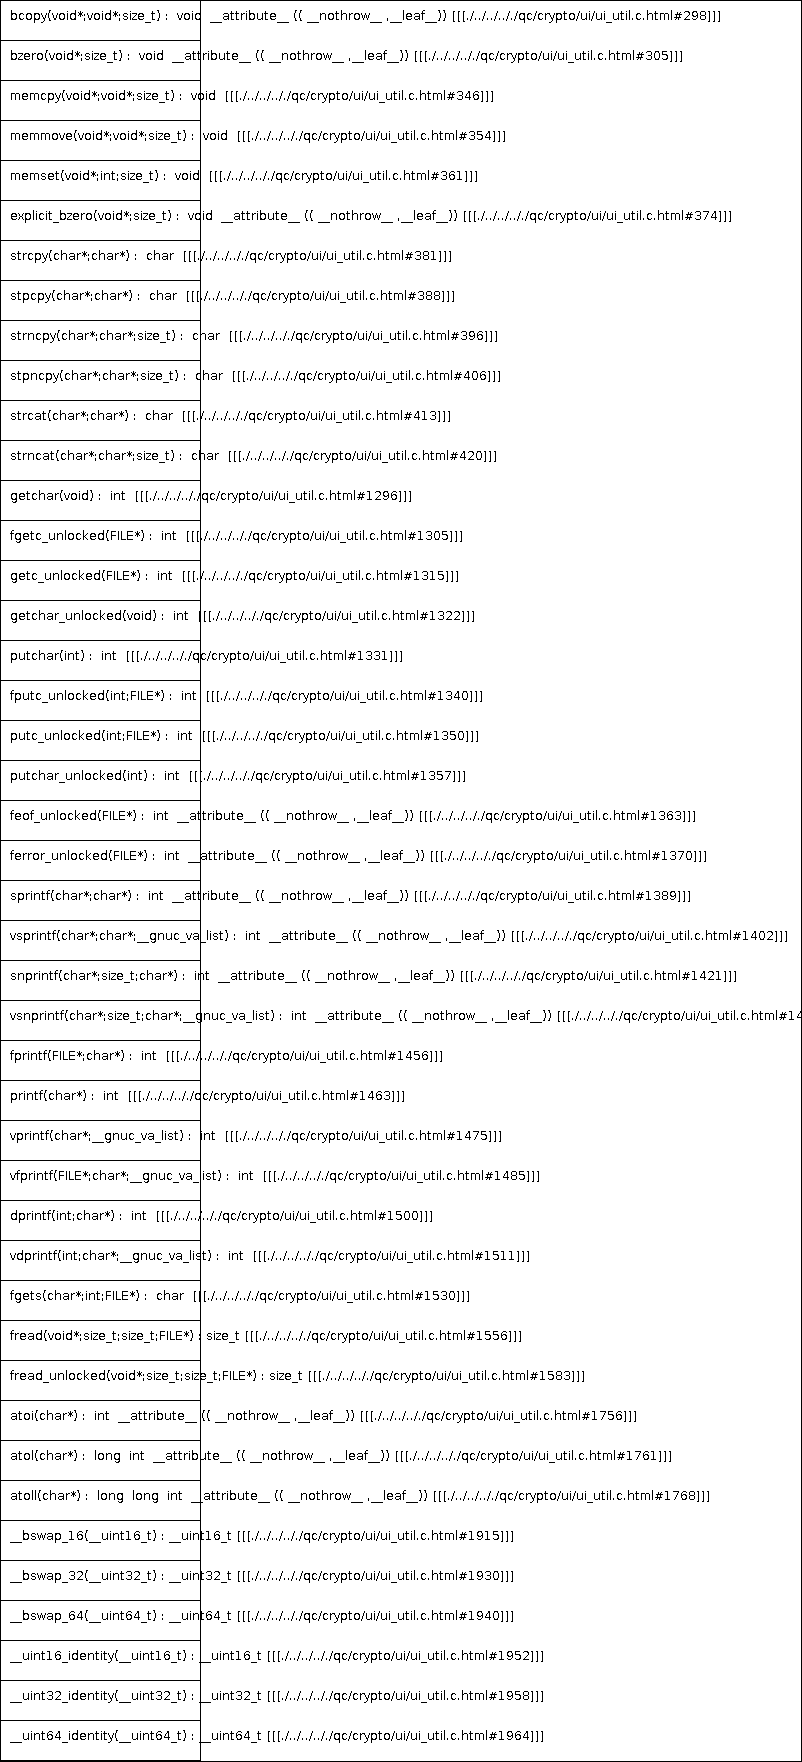 bcopy(void*;void*;size_t) : void __attribute__ (( __nothrow__ ,__leaf__)) [[[./../../../qc/crypto/ui/ui_util.c.html#298]]]
bzero(void*;size_t) : void __attribute__ (( __nothrow__ ,__leaf__)) [[[./../../../qc/crypto/ui/ui_util.c.html#305]]]
memcpy(void*;void*;size_t) : void [[[./../../../qc/crypto/ui/ui_util.c.html#346]]]
memmove(void*;void*;size_t) : void [[[./../../../qc/crypto/ui/ui_util.c.html#354]]]
memset(void*;int;size_t) : void [[[./../../../qc/crypto/ui/ui_util.c.html#361]]]
explicit_bzero(void*;size_t) : void __attribute__ (( __nothrow__ ,__leaf__)) [[[./../../../qc/crypto/ui/ui_util.c.html#374]]]
strcpy(char*;char*) : char [[[./../../../qc/crypto/ui/ui_util.c.html#381]]]
stpcpy(char*;char*) : char [[[./../../../qc/crypto/ui/ui_util.c.html#388]]]
strncpy(char*;char*;size_t) : char [[[./../../../qc/crypto/ui/ui_util.c.html#396]]]
stpncpy(char*;char*;size_t) : char [[[./../../../qc/crypto/ui/ui_util.c.html#406]]]
strcat(char*;char*) : char [[[./../../../qc/crypto/ui/ui_util.c.html#413]]]
strncat(char*;char*;size_t) : char [[[./../../../qc/crypto/ui/ui_util.c.html#420]]]
getchar(void) : int [[[./../../../qc/crypto/ui/ui_util.c.html#1296]]]
fgetc_unlocked(FILE*) : int [[[./../../../qc/crypto/ui/ui_util.c.html#1305]]]
getc_unlocked(FILE*) : int [[[./../../../qc/crypto/ui/ui_util.c.html#1315]]]
getchar_unlocked(void) : int [[[./../../../qc/crypto/ui/ui_util.c.html#1322]]]
putchar(int) : int [[[./../../../qc/crypto/ui/ui_util.c.html#1331]]]
fputc_unlocked(int;FILE*) : int [[[./../../../qc/crypto/ui/ui_util.c.html#1340]]]
putc_unlocked(int;FILE*) : int [[[./../../../qc/crypto/ui/ui_util.c.html#1350]]]
putchar_unlocked(int) : int [[[./../../../qc/crypto/ui/ui_util.c.html#1357]]]
feof_unlocked(FILE*) : int __attribute__ (( __nothrow__ ,__leaf__)) [[[./../../../qc/crypto/ui/ui_util.c.html#1363]]]
ferror_unlocked(FILE*) : int __attribute__ (( __nothrow__ ,__leaf__)) [[[./../../../qc/crypto/ui/ui_util.c.html#1370]]]
sprintf(char*;char*) : int __attribute__ (( __nothrow__ ,__leaf__)) [[[./../../../qc/crypto/ui/ui_util.c.html#1389]]]
vsprintf(char*;char*;__gnuc_va_list) : int __attribute__ (( __nothrow__ ,__leaf__)) [[[./../../../qc/crypto/ui/ui_util.c.html#1402]]]
snprintf(char*;size_t;char*) : int __attribute__ (( __nothrow__ ,__leaf__)) [[[./../../../qc/crypto/ui/ui_util.c.html#1421]]]
vsnprintf(char*;size_t;char*;__gnuc_va_list) : int __attribute__ (( __nothrow__ ,__leaf__)) [[[./../../../qc/crypto/ui/ui_util.c.html#14
fprintf(FILE*;char*) : int [[[./../../../qc/crypto/ui/ui_util.c.html#1456]]]
printf(char*) : int [[[./../../../qc/crypto/ui/ui_util.c.html#1463]]]
vprintf(char*;__gnuc_va_list) : int [[[./../../../qc/crypto/ui/ui_util.c.html#1475]]]
vfprintf(FILE*;char*;__gnuc_va_list) : int [[[./../../../qc/crypto/ui/ui_util.c.html#1485]]]
dprintf(int;char*) : int [[[./../../../qc/crypto/ui/ui_util.c.html#1500]]]
vdprintf(int;char*;__gnuc_va_list) : int [[[./../../../qc/crypto/ui/ui_util.c.html#1511]]]
fgets(char*;int;FILE*) : char [[[./../../../qc/crypto/ui/ui_util.c.html#1530]]]
fread(void*;size_t;size_t;FILE*) : size_t [[[./../../../qc/crypto/ui/ui_util.c.html#1556]]]
fread_unlocked(void*;size_t;size_t;FILE*) : size_t [[[./../../../qc/crypto/ui/ui_util.c.html#1583]]]
atoi(char*) : int __attribute__ (( __nothrow__ ,__leaf__)) [[[./../../../qc/crypto/ui/ui_util.c.html#1756]]]
atol(char*) : long int __attribute__ (( __nothrow__ ,__leaf__)) [[[./../../../qc/crypto/ui/ui_util.c.html#1761]]]
atoll(char*) : long long int __attribute__ (( __nothrow__ ,__leaf__)) [[[./../../../qc/crypto/ui/ui_util.c.html#1768]]]
__bswap_16(__uint16_t) : __uint16_t [[[./../../../qc/crypto/ui/ui_util.c.html#1915]]]
__bswap_32(__uint32_t) : __uint32_t [[[./../../../qc/crypto/ui/ui_util.c.html#1930]]]
__bswap_64(__uint64_t) : __uint64_t [[[./../../../qc/crypto/ui/ui_util.c.html#1940]]]
__uint16_identity(__uint16_t) : __uint16_t [[[./../../../qc/crypto/ui/ui_util.c.html#1952]]]
__uint32_identity(__uint32_t) : __uint32_t [[[./../../../qc/crypto/ui/ui_util.c.html#1958]]]
__uint64_identity(__uint64_t) : __uint64_t [[[./../../../qc/crypto/ui/ui_util.c.html#1964]]]